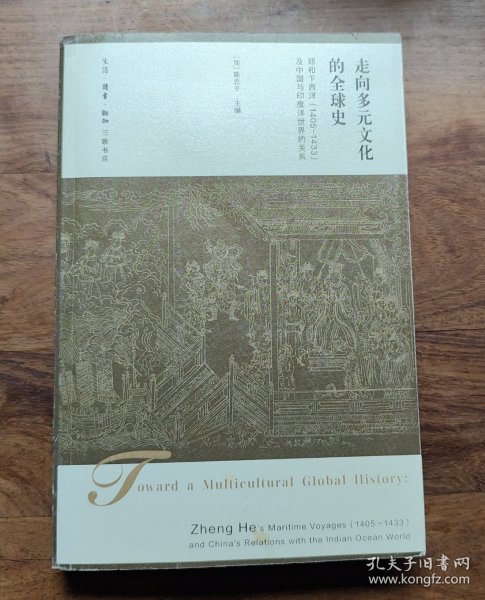 走向多元文化
的全球史
郑和下西洋（1405-1433）
及中国与印度洋世界的关系
［加］陈忠平 主编
生活·读书·新知 三联书店
Toward a Multicultural Global History:
Zheng He's Maritime Voyages (1405-1433)
and China's Relations with the Indian Ocean World
孔夫子旧书网
www.kongfz.com